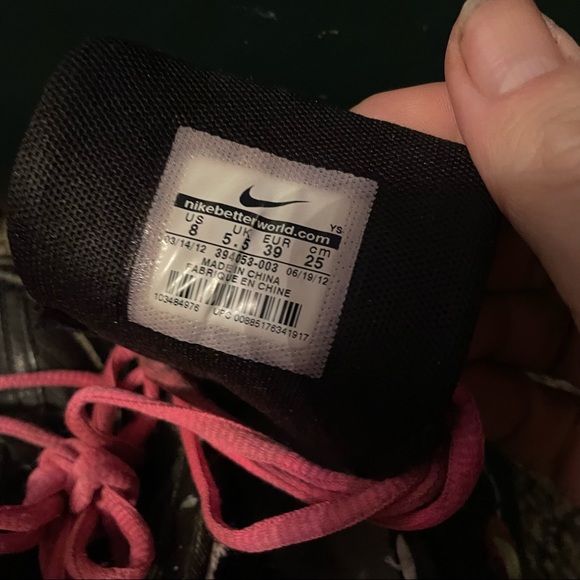 nikebetterworld.com
YS
US UK EUR cm
8 5.5 39 25
03/14/12 394053-003 06/19/12
MADE IN CHINA
FABRIQUE EN CHINE
103484976 UPC 00885176341917